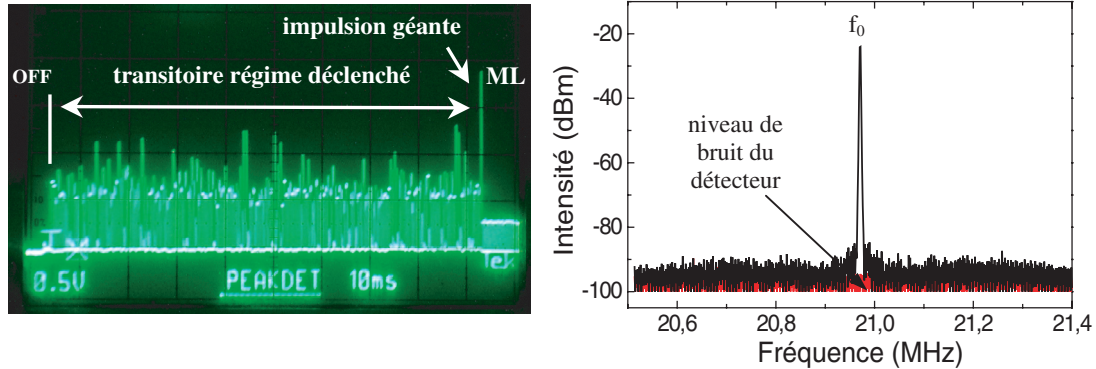 impulsion géante
OFF
transitoire régime déclenché
ML
Tek
0.5V PEAKDET 10ms
f0
-20
-40
-60
-80
-100
Intensité (dBm)
niveau de
bruit du
détecteur
20,6 20,8 21,0 21,2 21,4
Fréquence (MHz)